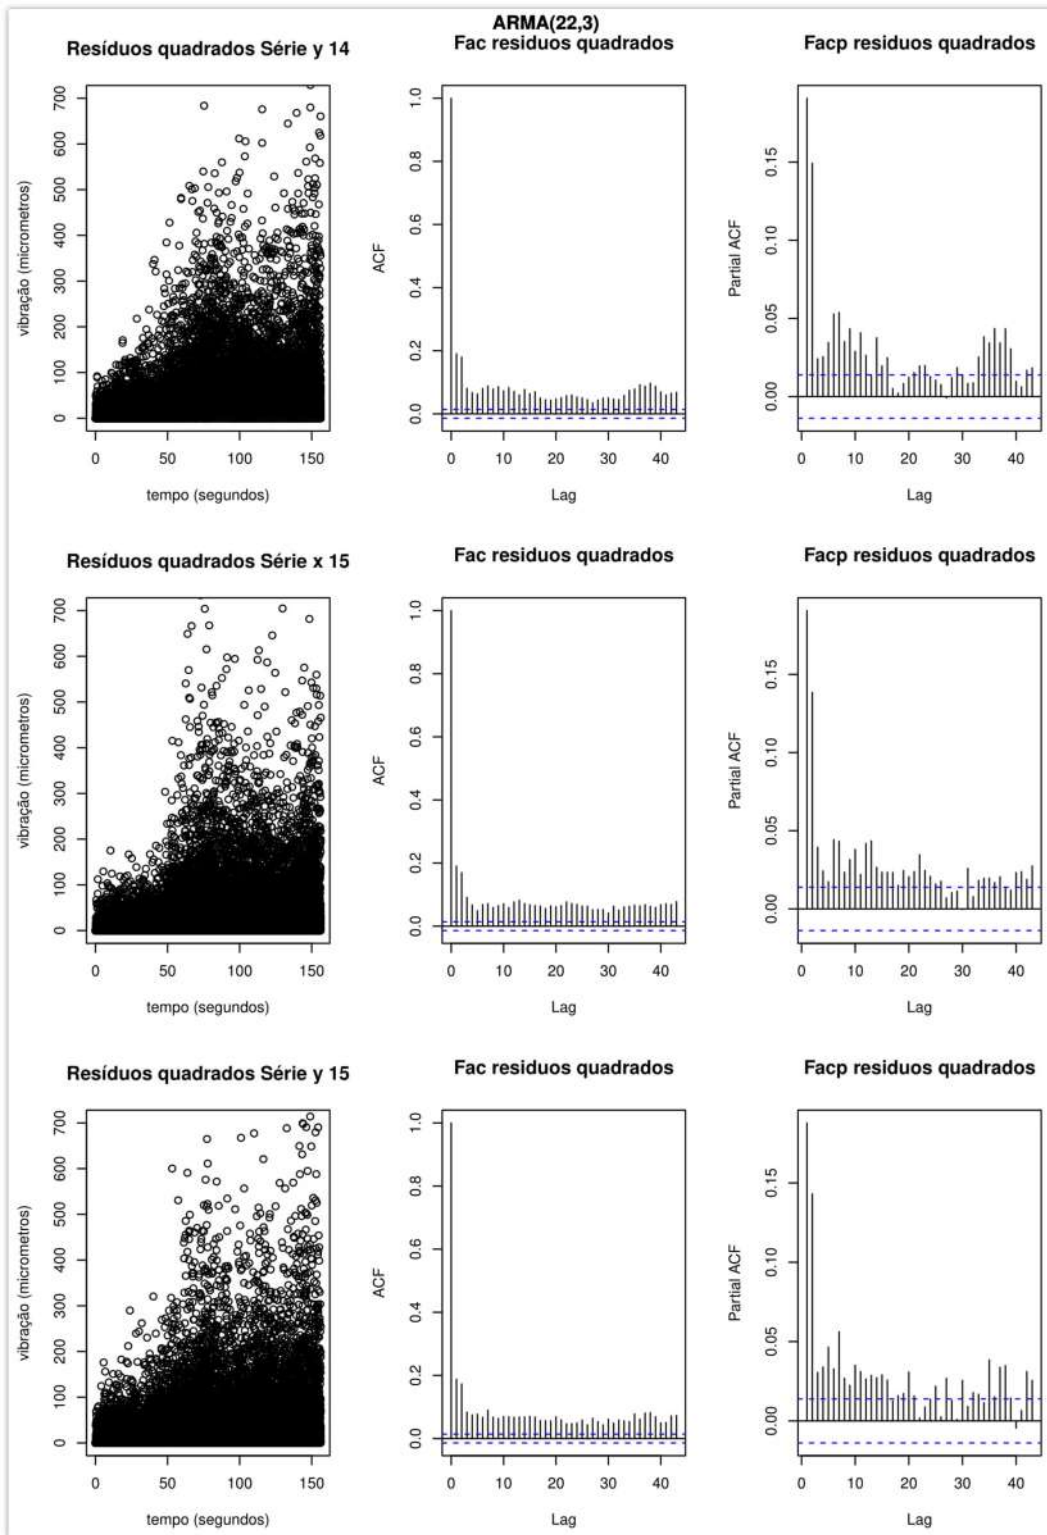 ARMA(22,3)
Resíduos quadrados Série y 14
Fac residuos quadrados
Facp residuos quadrados
vibração (micrometros)
0 100 200 300 400 500 600 700
0 50 100 150
tempo (segundos)
ACF
0.0 0.2 0.4 0.6 0.8 1.0
0 10 20 30 40
Lag
Partial ACF
0.00 0.05 0.10 0.15
0 10 20 30 40
Lag
Resíduos quadrados Série x 15
Fac residuos quadrados
Facp residuos quadrados
vibração (micrometros)
0 100 200 300 400 500 600 700
0 50 100 150
tempo (segundos)
ACF
0.0 0.2 0.4 0.6 0.8 1.0
0 10 20 30 40
Lag
Partial ACF
0.00 0.05 0.10 0.15
0 10 20 30 40
Lag
Resíduos quadrados Série y 15
Fac residuos quadrados
Facp residuos quadrados
vibração (micrometros)
0 100 200 300 400 500 600 700
0 50 100 150
tempo (segundos)
ACF
0.0 0.2 0.4 0.6 0.8 1.0
0 10 20 30 40
Lag
Partial ACF
0.00 0.05 0.10 0.15
0 10 20 30 40
Lag